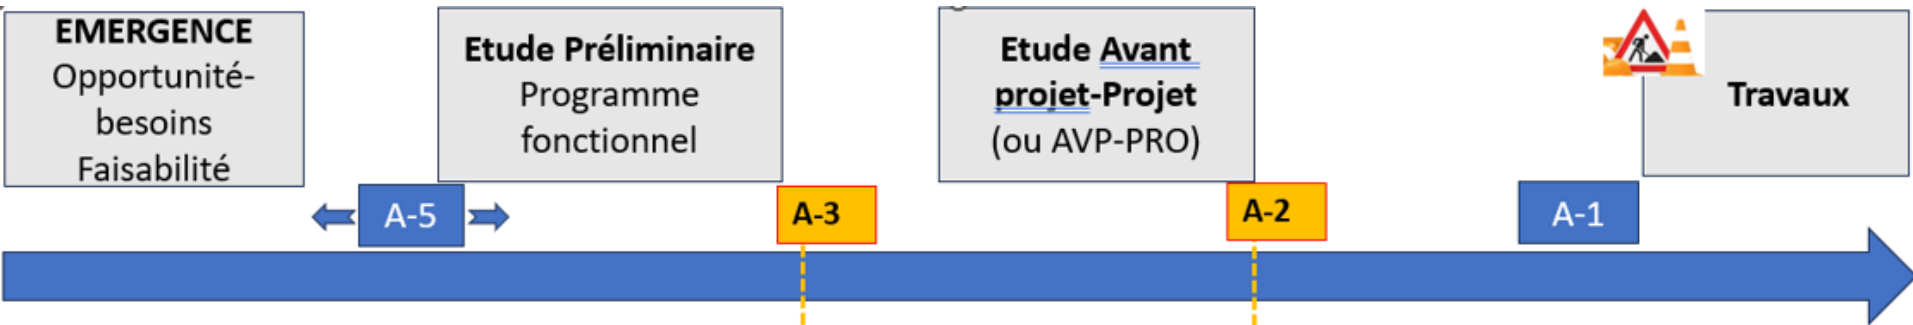 EMERGENCE
Opportunité-
besoins
Faisabilité
Etude Préliminaire
Programme
fonctionnel
Etude Avant
projet-Projet
(ou AVP-PRO)
Travaux
A-5
A-3
A-2
A-1